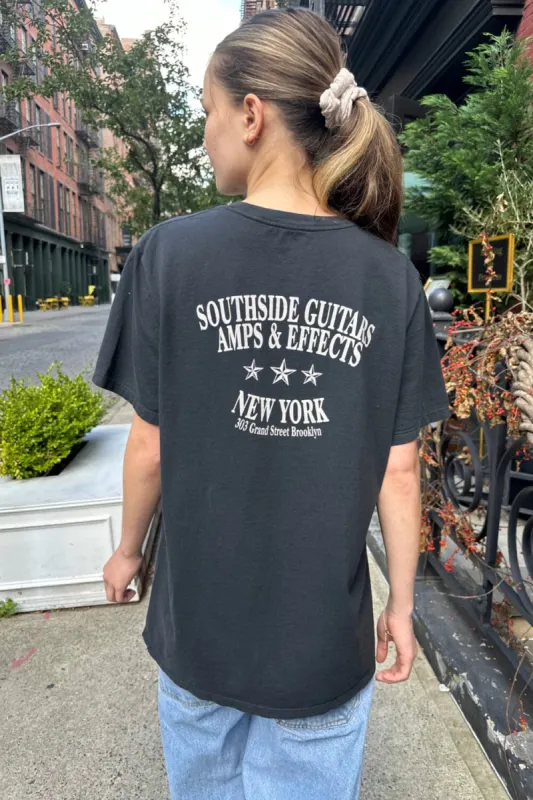 SOUTHSIDE GUITARS
AMPS & EFFECTS
NEW YORK
303 Grand Street Brooklyn